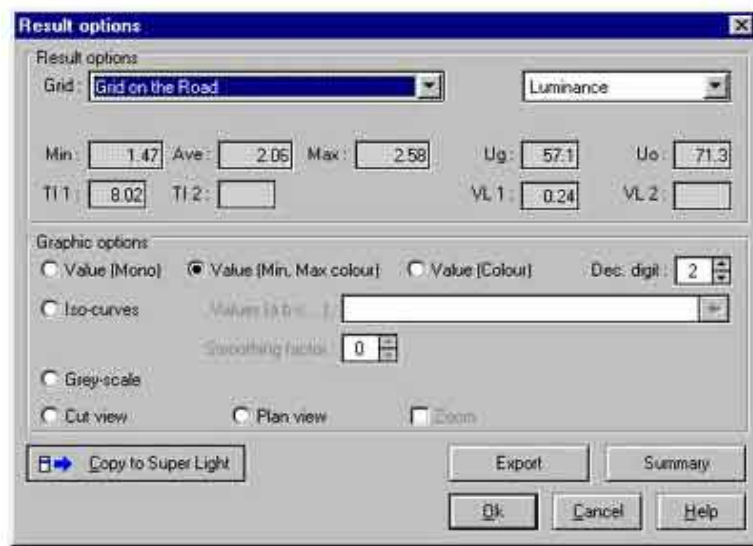 Result options
Result options
Grid : Grid on the Road Luminance
Min : 1.47 Ave : 2.06 Max : 2.58 Ug : 57.1 Uo : 71.3
TI 1 : 8.02 TI 2 : VL 1 : 0.24 VL 2 :
Graphic options
Value (Mono) Value (Min, Max colour) Value (Colour) Dec. digit : 2
Iso-curves Values (a b c ... ) :
Smoothing factor : 0
Grey-scale
Cut view Plan view Zoom
Copy to Super Light Export Summary
Ok Cancel Help